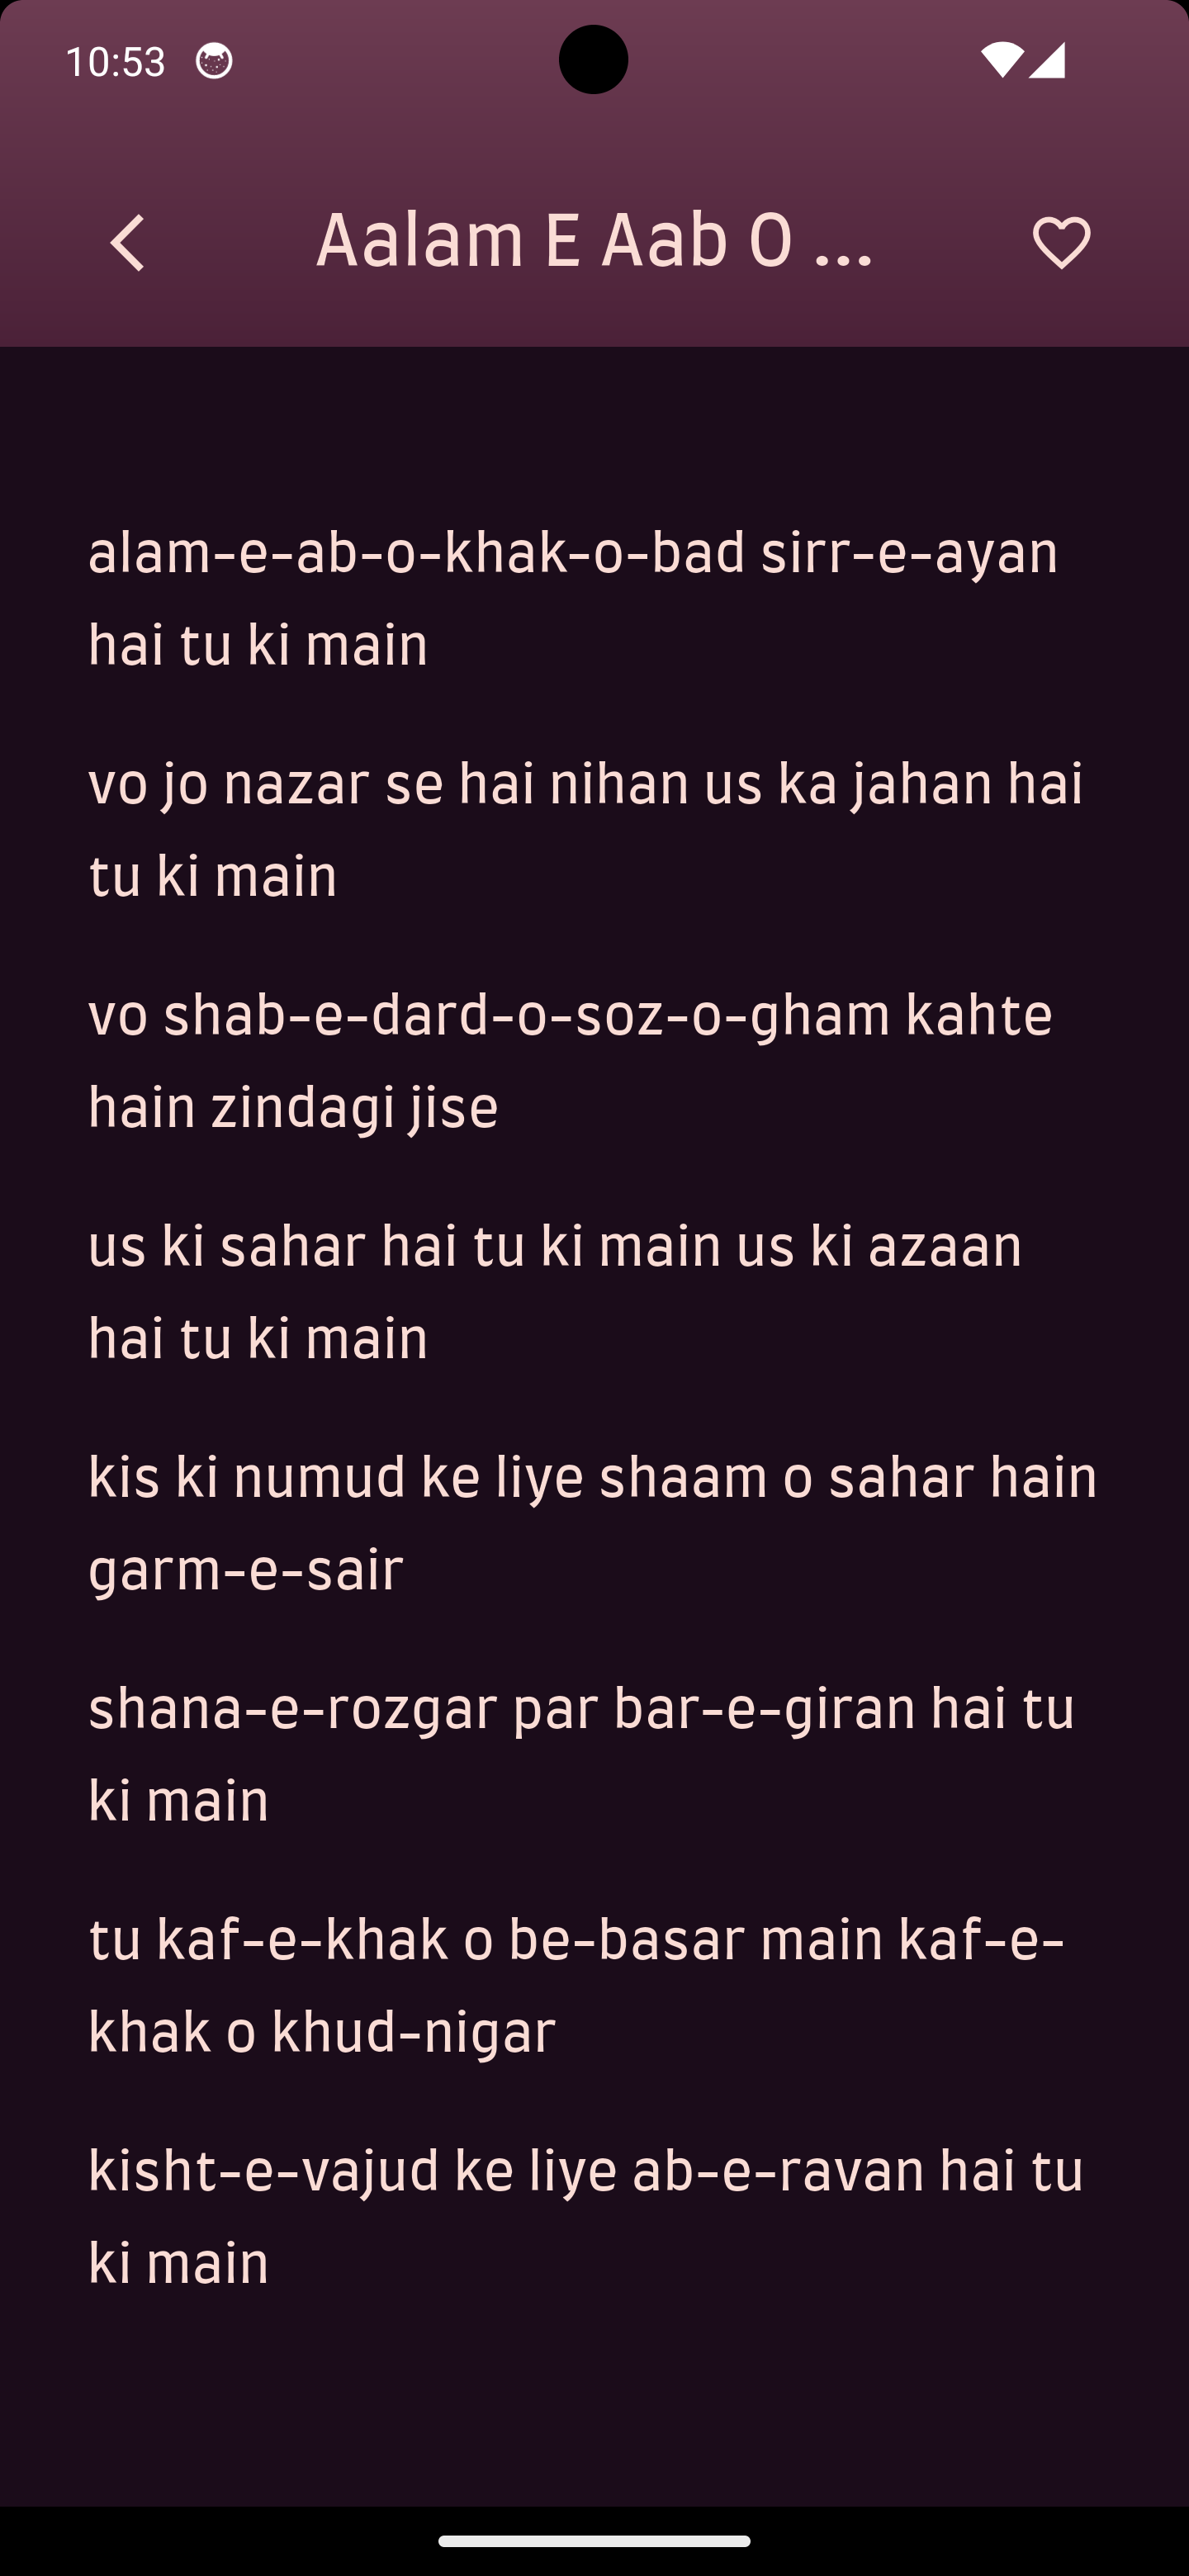 10:53
Aalam E Aab O ...
alam-e-ab-o-khak-o-bad sirr-e-ayan
hai tu ki main
vo jo nazar se hai nihan us ka jahan hai
tu ki main
vo shab-e-dard-o-soz-o-gham kahte
hain zindagi jise
us ki sahar hai tu ki main us ki azaan
hai tu ki main
kis ki numud ke liye shaam o sahar hain
garm-e-sair
shana-e-rozgar par bar-e-giran hai tu
ki main
tu kaf-e-khak o be-basar main kaf-e-
khak o khud-nigar
kisht-e-vajud ke liye ab-e-ravan hai tu
ki main